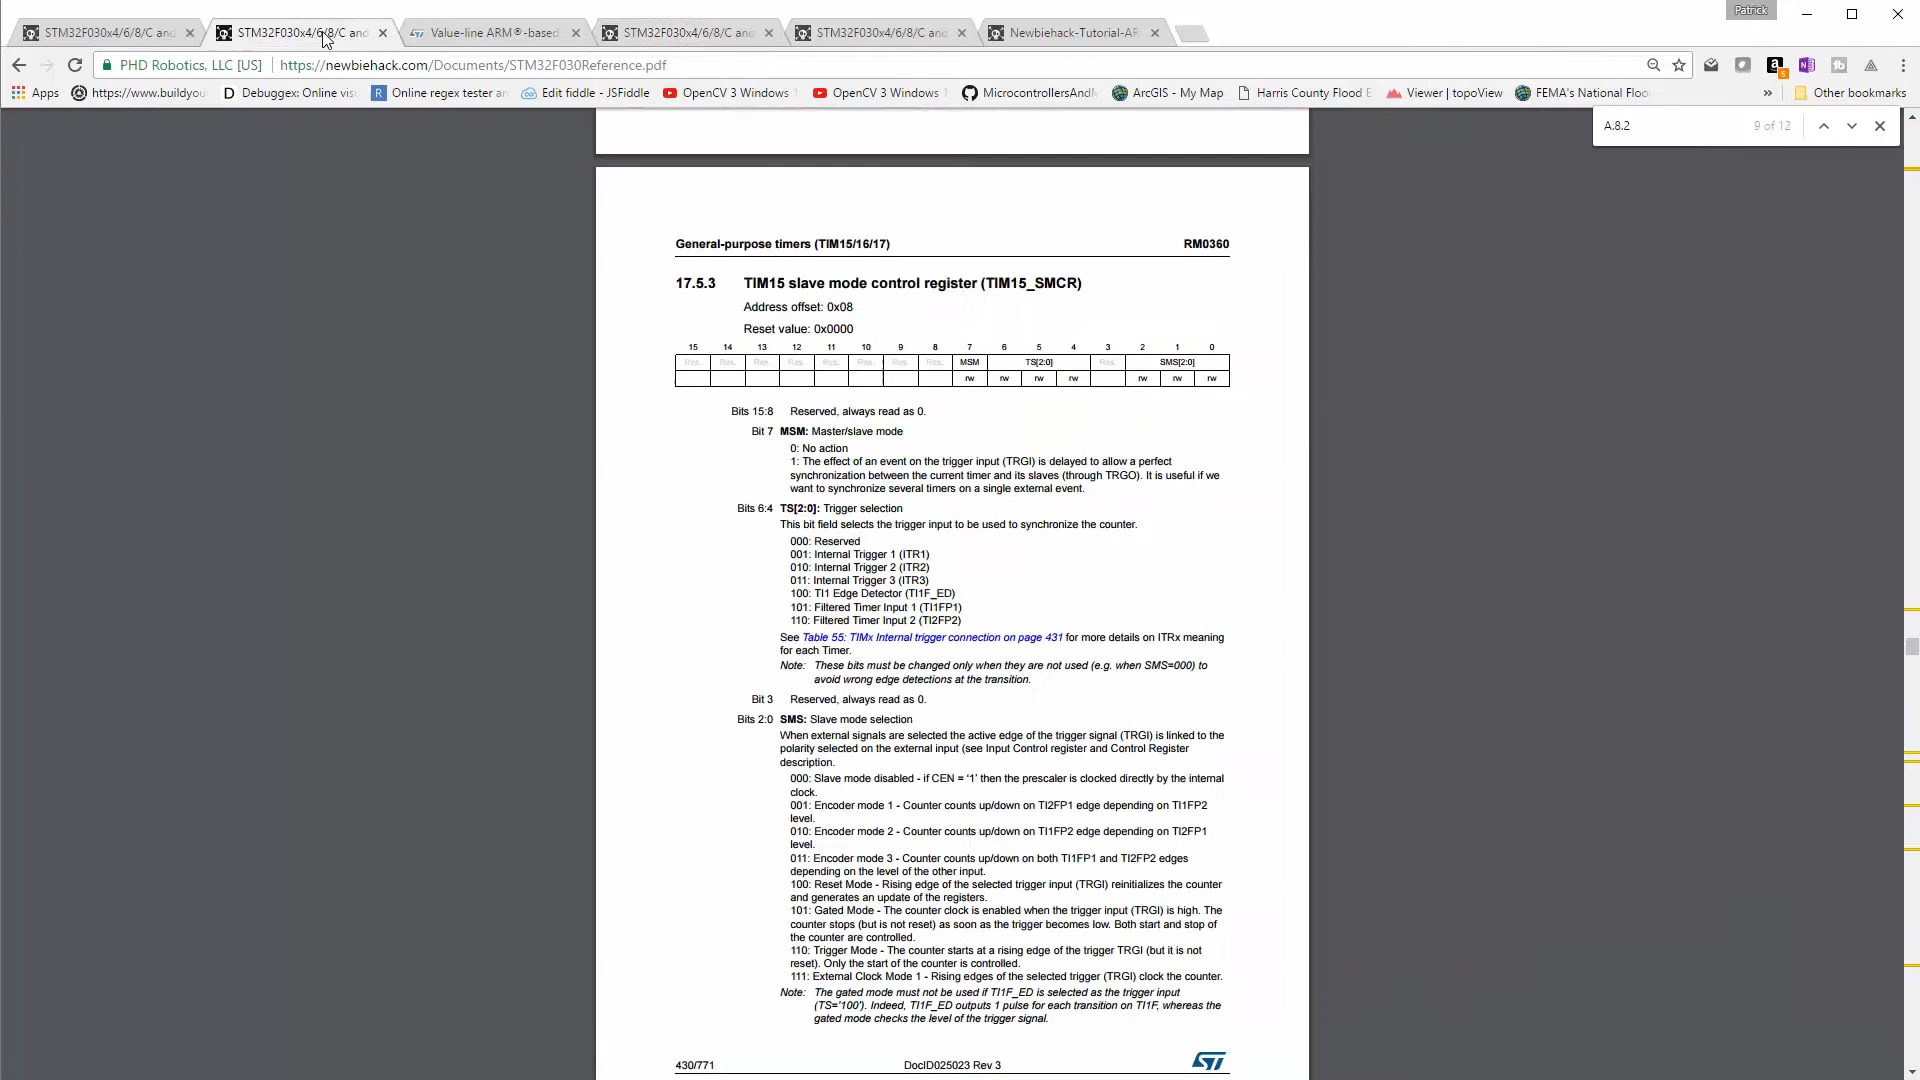 Patrick
STM32F030x4/6/8/C and
STM32F030x4/6/8/C and
Value-line ARM®-based
STM32F030x4/6/8/C and
STM32F030x4/6/8/C and
Newbiehack-Tutorial-AR
PHD Robotics, LLC [US]
https://newbiehack.com/Documents/STM32F030Reference.pdf
Apps
https://www.buildyou
Debuggex: Online vis
Online regex tester an
Edit fiddle - JSFiddle
OpenCV 3 Windows
OpenCV 3 Windows
MicrocontrollersAnd
ArcGIS - My Map
Harris County Flood E
Viewer | topoView
FEMA's National Floo
»
Other bookmarks
A.8.2
9 of 12
General-purpose timers (TIM15/16/17)
RM0360
17.5.3 TIM15 slave mode control register (TIM15_SMCR)
Address offset: 0x08
Reset value: 0x0000
15 14 13 12 11 10 9 8 7 6 5 4 3 2 1 0
Res. Res. Res. Res. Res. Res. Res. Res. MSM TS[2:0] Res. SMS[2:0]
rw rw rw rw rw rw rw
Bits 15:8 Reserved, always read as 0.
Bit 7 MSM: Master/slave mode
0: No action
1: The effect of an event on the trigger input (TRGI) is delayed to allow a perfect
synchronization between the current timer and its slaves (through TRGO). It is useful if we
want to synchronize several timers on a single external event.
Bits 6:4 TS[2:0]: Trigger selection
This bit field selects the trigger input to be used to synchronize the counter.
000: Reserved
001: Internal Trigger 1 (ITR1)
010: Internal Trigger 2 (ITR2)
011: Internal Trigger 3 (ITR3)
100: TI1 Edge Detector (TI1F_ED)
101: Filtered Timer Input 1 (TI1FP1)
110: Filtered Timer Input 2 (TI2FP2)
See Table 55: TIMx Internal trigger connection on page 431 for more details on ITRx meaning
for each Timer.
Note: These bits must be changed only when they are not used (e.g. when SMS=000) to
avoid wrong edge detections at the transition.
Bit 3 Reserved, always read as 0.
Bits 2:0 SMS: Slave mode selection
When external signals are selected the active edge of the trigger signal (TRGI) is linked to the
polarity selected on the external input (see Input Control register and Control Register
description.
000: Slave mode disabled - if CEN = ‘1’ then the prescaler is clocked directly by the internal
clock.
001: Encoder mode 1 - Counter counts up/down on TI2FP1 edge depending on TI1FP2
level.
010: Encoder mode 2 - Counter counts up/down on TI1FP2 edge depending on TI2FP1
level.
011: Encoder mode 3 - Counter counts up/down on both TI1FP1 and TI2FP2 edges
depending on the level of the other input.
100: Reset Mode - Rising edge of the selected trigger input (TRGI) reinitializes the counter
and generates an update of the registers.
101: Gated Mode - The counter clock is enabled when the trigger input (TRGI) is high. The
counter stops (but is not reset) as soon as the trigger becomes low. Both start and stop of
the counter are controlled.
110: Trigger Mode - The counter starts at a rising edge of the trigger TRGI (but it is not
reset). Only the start of the counter is controlled.
111: External Clock Mode 1 - Rising edges of the selected trigger (TRGI) clock the counter.
Note: The gated mode must not be used if TI1F_ED is selected as the trigger input
(TS=‘100’). Indeed, TI1F_ED outputs 1 pulse for each transition on TI1F, whereas the
gated mode checks the level of the trigger signal.
430/771
DocID025023 Rev 3
ST